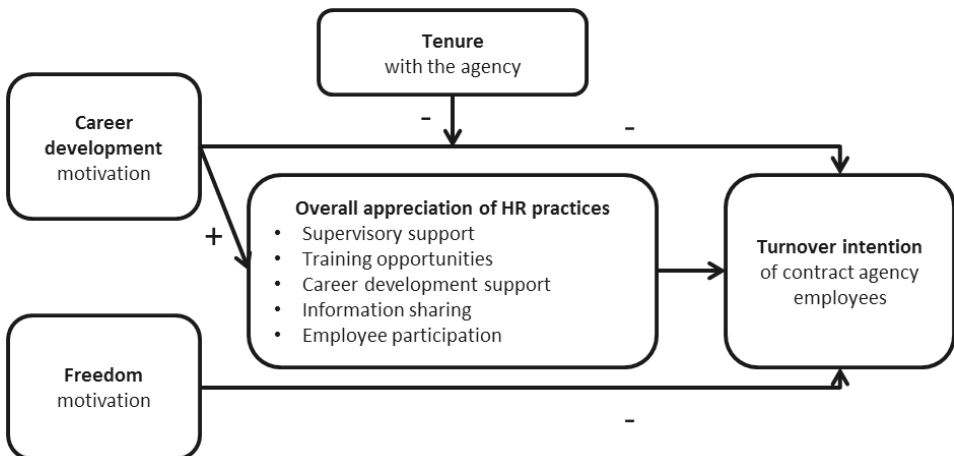 Tenure
with the agency
-
-
Career
development
motivation
+
Overall appreciation of HR practices
• Supervisory support
• Training opportunities
• Career development support
• Information sharing
• Employee participation
Turnover intention
of contract agency
employees
Freedom
motivation
-